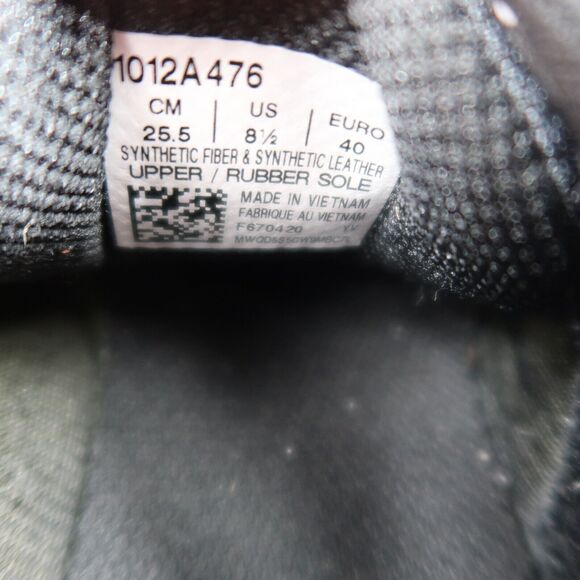 1012A476
CM | US | EURO
25.5 | 8½ | 40
SYNTHETIC FIBER & SYNTHETIC LEATHER
UPPER / RUBBER SOLE
MADE IN VIETNAM
FABRIQUE AU VIETNAM
F670420 YV